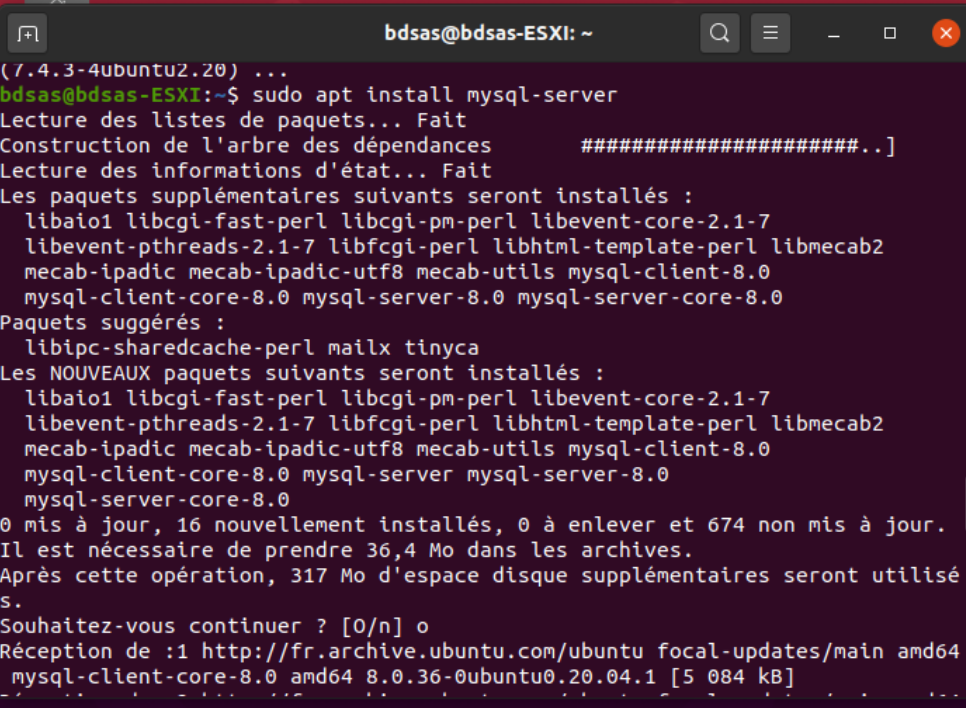 bdsas@bdsas-ESXI: ~
(7.4.3-4ubuntu2.20) ...
bdsas@bdsas-ESXI:~$ sudo apt install mysql-server
Lecture des listes de paquets... Fait
Construction de l'arbre des dépendances       ######################..]
Lecture des informations d'état... Fait
Les paquets supplémentaires suivants seront installés :
  libaio1 libcgi-fast-perl libcgi-pm-perl libevent-core-2.1-7
  libevent-pthreads-2.1-7 libfcgi-perl libhtml-template-perl libmecab2
  mecab-ipadic mecab-ipadic-utf8 mecab-utils mysql-client-8.0
  mysql-client-core-8.0 mysql-server-8.0 mysql-server-core-8.0
Paquets suggérés :
  libipc-sharedcache-perl mailx tinyca
Les NOUVEAUX paquets suivants seront installés :
  libaio1 libcgi-fast-perl libcgi-pm-perl libevent-core-2.1-7
  libevent-pthreads-2.1-7 libfcgi-perl libhtml-template-perl libmecab2
  mecab-ipadic mecab-ipadic-utf8 mecab-utils mysql-client-8.0
  mysql-client-core-8.0 mysql-server mysql-server-8.0
  mysql-server-core-8.0
0 mis à jour, 16 nouvellement installés, 0 à enlever et 674 non mis à jour.
Il est nécessaire de prendre 36,4 Mo dans les archives.
Après cette opération, 317 Mo d'espace disque supplémentaires seront utilisé
s.
Souhaitez-vous continuer ? [O/n] o
Réception de :1 http://fr.archive.ubuntu.com/ubuntu focal-updates/main amd64
 mysql-client-core-8.0 amd64 8.0.36-0ubuntu0.20.04.1 [5 084 kB]